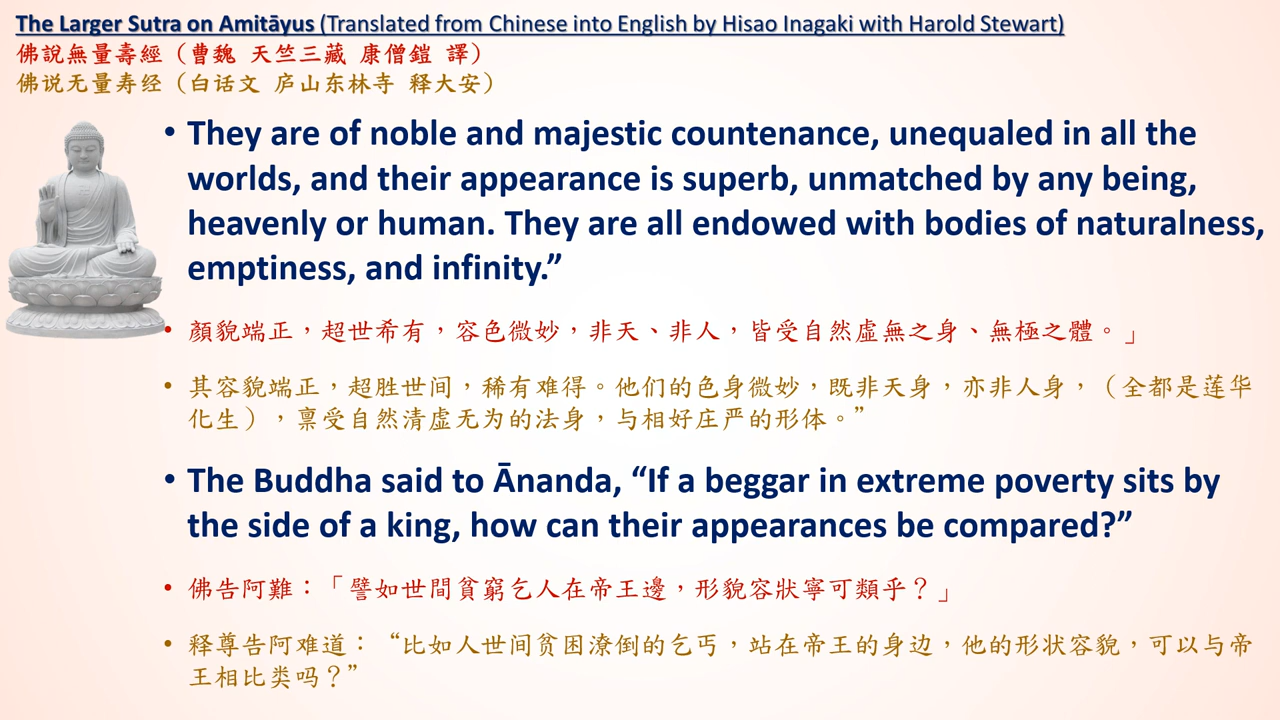 The Larger Sutra on Amitāyus (Translated from Chinese into English by Hisao Inagaki with Harold Stewart)
佛說無量壽經（曹魏 天竺三藏 康僧鎧 譯）
佛说无量寿经（白话文 庐山东林寺 释大安）
• They are of noble and majestic countenance, unequaled in all the
worlds, and their appearance is superb, unmatched by any being,
heavenly or human. They are all endowed with bodies of naturalness,
emptiness, and infinity.”
• 顏貌端正，超世希有，容色微妙，非天、非人，皆受自然虛無之身、無極之體。」
• 其容貌端正，超胜世间，稀有难得。他们的色身微妙，既非天身，亦非人身，（全都是莲华
化生），禀受自然清虚无为的法身，与相好庄严的形体。”
• The Buddha said to Ānanda, “If a beggar in extreme poverty sits by
the side of a king, how can their appearances be compared?”
• 佛告阿難：「譬如世間貧窮乞人在帝王邊，形貌容狀寧可類乎？」
• 释尊告阿难道：“比如人世间贫困潦倒的乞丐，站在帝王的身边，他的形状容貌，可以与帝
王相比类吗？”